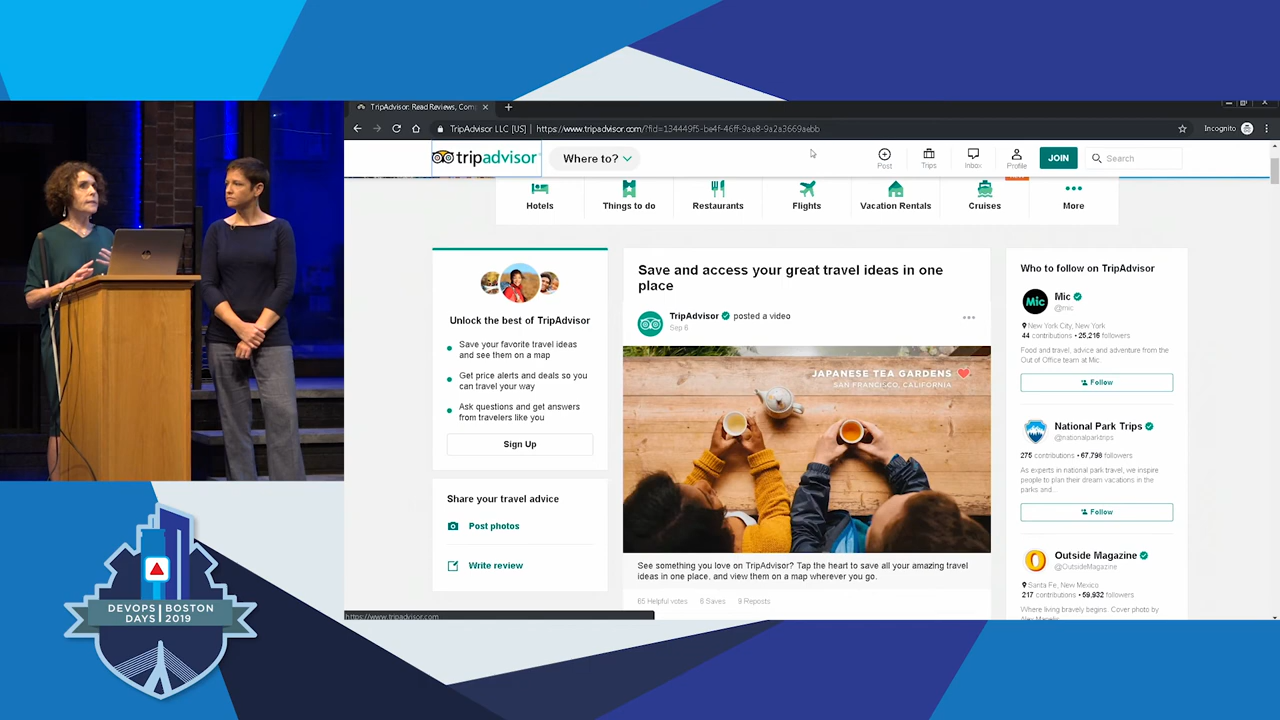 TripAdvisor: Read Reviews, Com
TripAdvisor LLC [US] | https://www.tripadvisor.com/?fid=134449f5-be4f-46ff-9ae8-9a2a3669aebb
Incognito
tripadvisor
Where to?
Post
Trips
Inbox
Profile
JOIN
Search
Hotels
Things to do
Restaurants
Flights
Vacation Rentals
Cruises
More
Unlock the best of TripAdvisor
Save your favorite travel ideas
and see them on a map
Get price alerts and deals so you
can travel your way
Ask questions and get answers
from travelers like you
Sign Up
Share your travel advice
Post photos
Write review
Save and access your great travel ideas in one
place
TripAdvisor posted a video
Sep 6
JAPANESE TEA GARDENS
SAN FRANCISCO, CALIFORNIA
See something you love on TripAdvisor? Tap the heart to save all your amazing travel
ideas in one place, and view them on a map wherever you go.
65 Helpful votes 6 Saves 9 Reposts
Who to follow on TripAdvisor
Mic
Mic
@mic
New York City, New York
44 contributions • 25,216 followers
Food and travel, advice and adventure from the
Out of Office team at Mic.
Follow
National Park Trips
@nationalparktrips
275 contributions • 67,798 followers
As experts in national park travel, we inspire
people to plan their dream vacations in the
parks and...
Follow
Outside Magazine
@OutsideMagazine
Santa Fe, New Mexico
217 contributions • 59,932 followers
Where living bravely begins. Cover photo by
https://www.tripadvisor.com
DEVOPS BOSTON
DAYS 2019